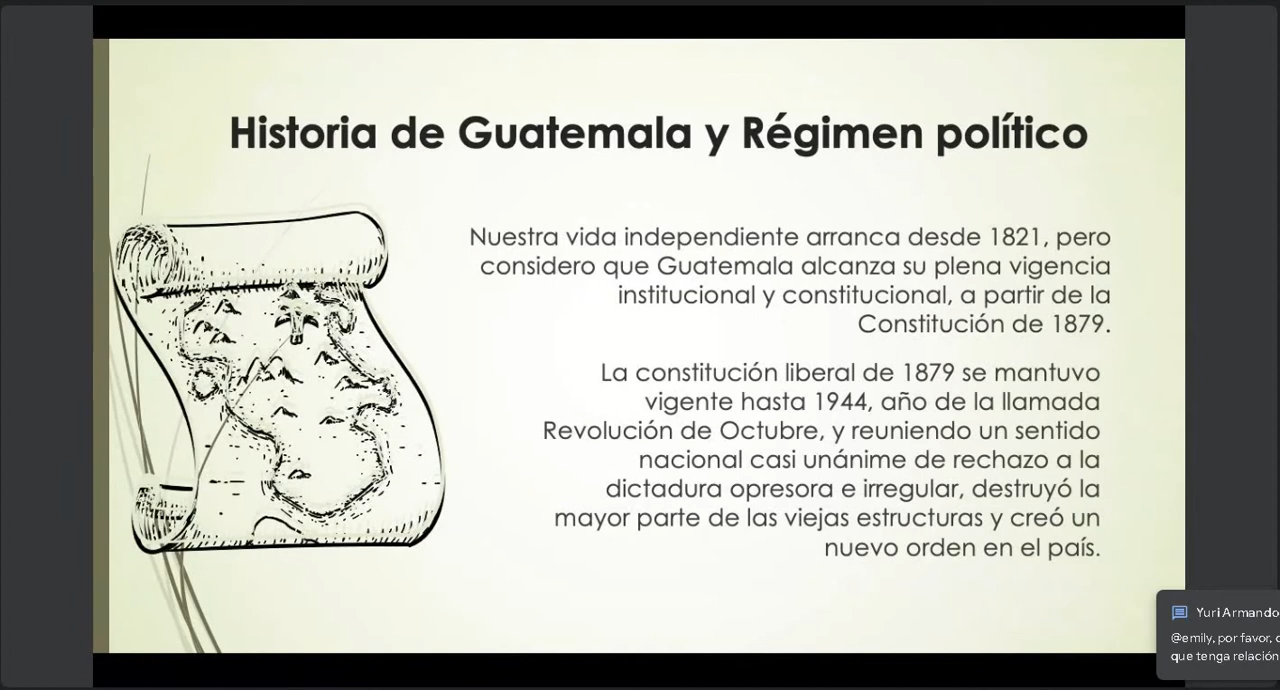 Historia de Guatemala y Régimen político
Nuestra vida independiente arranca desde 1821, pero
considero que Guatemala alcanza su plena vigencia
institucional y constitucional, a partir de la
Constitución de 1879.
La constitución liberal de 1879 se mantuvo
vigente hasta 1944, año de la llamada
Revolución de Octubre, y reuniendo un sentido
nacional casi unánime de rechazo a la
dictadura opresora e irregular, destruyó la
mayor parte de las viejas estructuras y creó un
nuevo orden en el país.
Yuri Armando
@emily, por favor,
que tenga relación